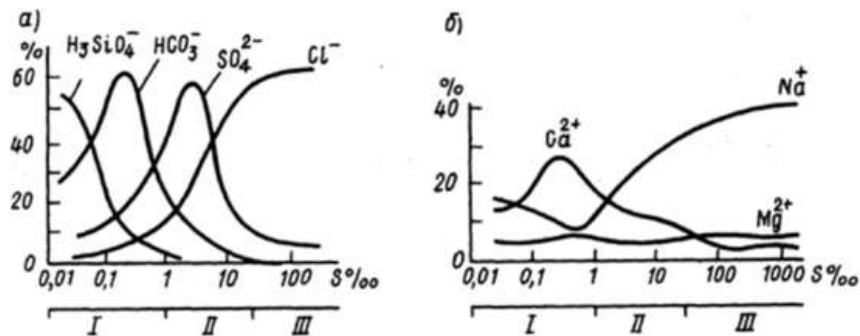 а)
%
H₃SiO₄⁻
HCO₃⁻
SO₄²⁻
Cl⁻
60
40
20
0
0,01
0,1
1
10
100
S‰
I
II
III
б)
%
Na⁺
Ca²⁺
Mg²⁺
40
20
0
0,01
0,1
1
10
100
1000
S‰
I
II
III